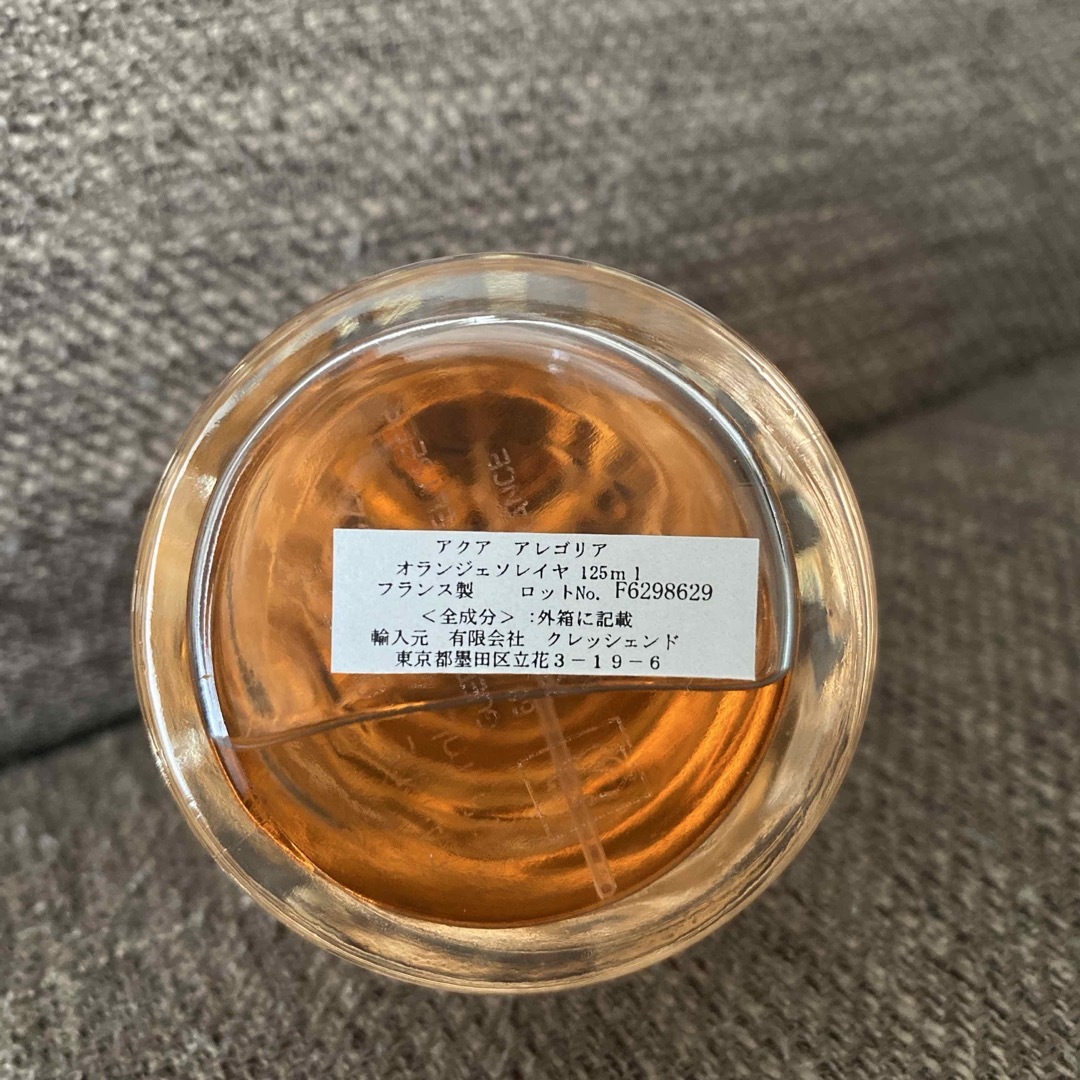 アクア　アレゴリア
オランジェソレイヤ 125ml
フランス製　ロットNo. F6298629
＜全成分＞ :外箱に記載
輸入元　有限会社　クレッシェンド
東京都墨田区立花３－１９－６